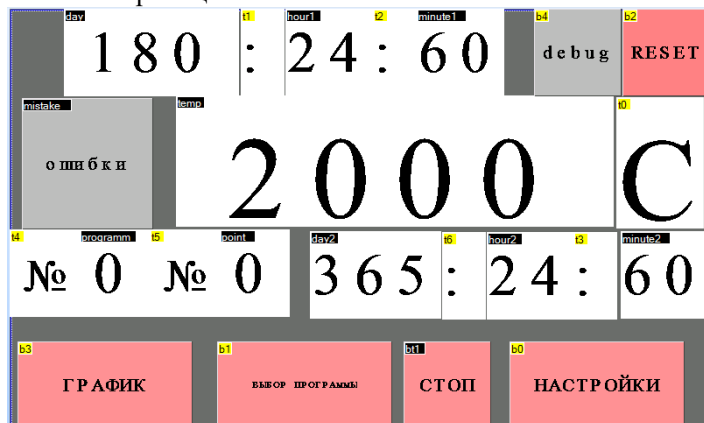 day t1 hour1 t2 minute1 b4 b2
180 : 24 : 60 debug RESET
mistake temp t0
ошибки 2000 C
t4 programm t5 point day2 t6 hour2 t3 minute2
№ 0 № 0 365 : 24 : 60
b3 b1 bt1 b0
ГРАФИК ВЫБОР ПРОГРАММЫ СТОП НАСТРОЙКИ